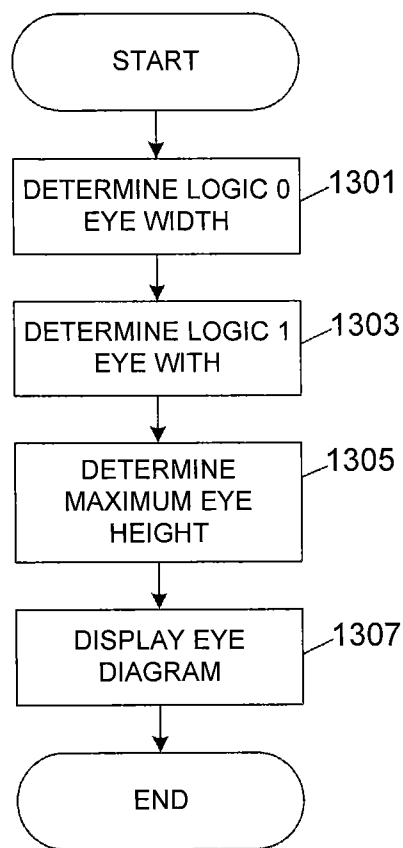 START
DETERMINE LOGIC 0
EYE WIDTH
1301
DETERMINE LOGIC 1
EYE WITH
1303
DETERMINE
MAXIMUM EYE
HEIGHT
1305
DISPLAY EYE
DIAGRAM
1307
END